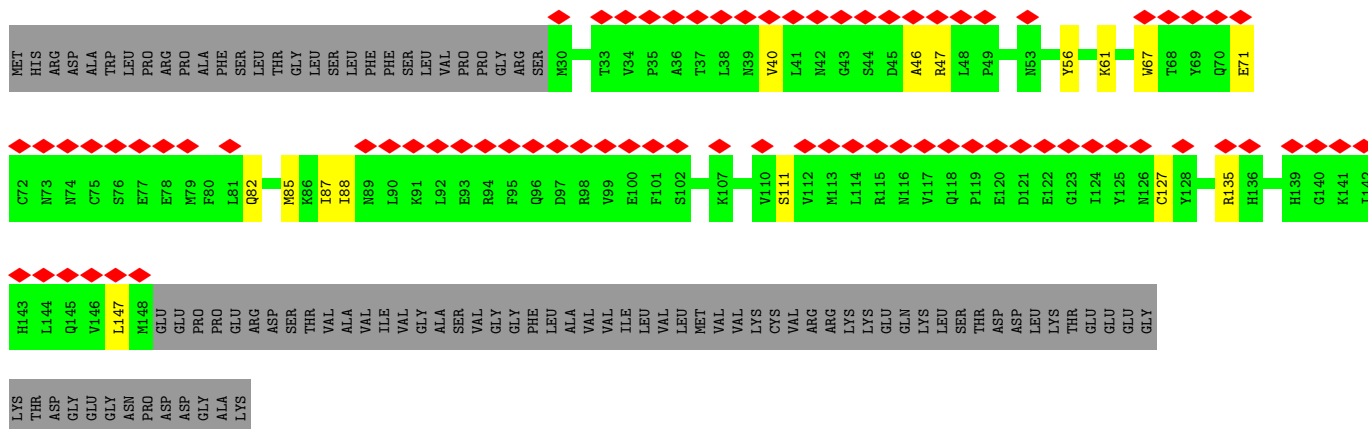 MET HIS ARG ASP ALA TRP LEU PRO ARG PRO ALA PHE SER LEU THR GLY LEU SER LEU PHE PHE SER LEU VAL PRO PRO GLY ARG SER M30 T33 V34 P35 A36 T37 L38 N39 V40 L41 N42 G43 S44 D45 A46 R47 L48 P49 N53 Y56 K61 W67 T68 Y69 Q70 E71
C72 N73 N74 C75 S76 E77 E78 M79 F80 L81 Q82 M85 K86 I87 I88 N89 L90 K91 L92 E93 R94 F95 Q96 D97 R98 V99 E100 F101 S102 K107 V110 S111 V112 M113 L114 R115 N116 V117 Q118 P119 E120 D121 E122 G123 I124 Y125 N126 C127 Y128 R135 H136 H139 G140 K141 I142
H143 L144 Q145 V146 L147 M148 GLU GLU PRO PRO GLU ARG ASP SER THR VAL ALA VAL ILE VAL GLY ALA SER VAL GLY GLY PHE LEU ALA VAL VAL ILE LEU VAL LEU MET VAL VAL LYS CYS VAL ARG ARG LYS LYS GLU GLN LYS LEU SER THR ASP ASP LEU LYS THR GLU GLU GLU GLY
LYS THR ASP GLY GLU GLY ASN PRO ASP ASP GLY ALA LYS